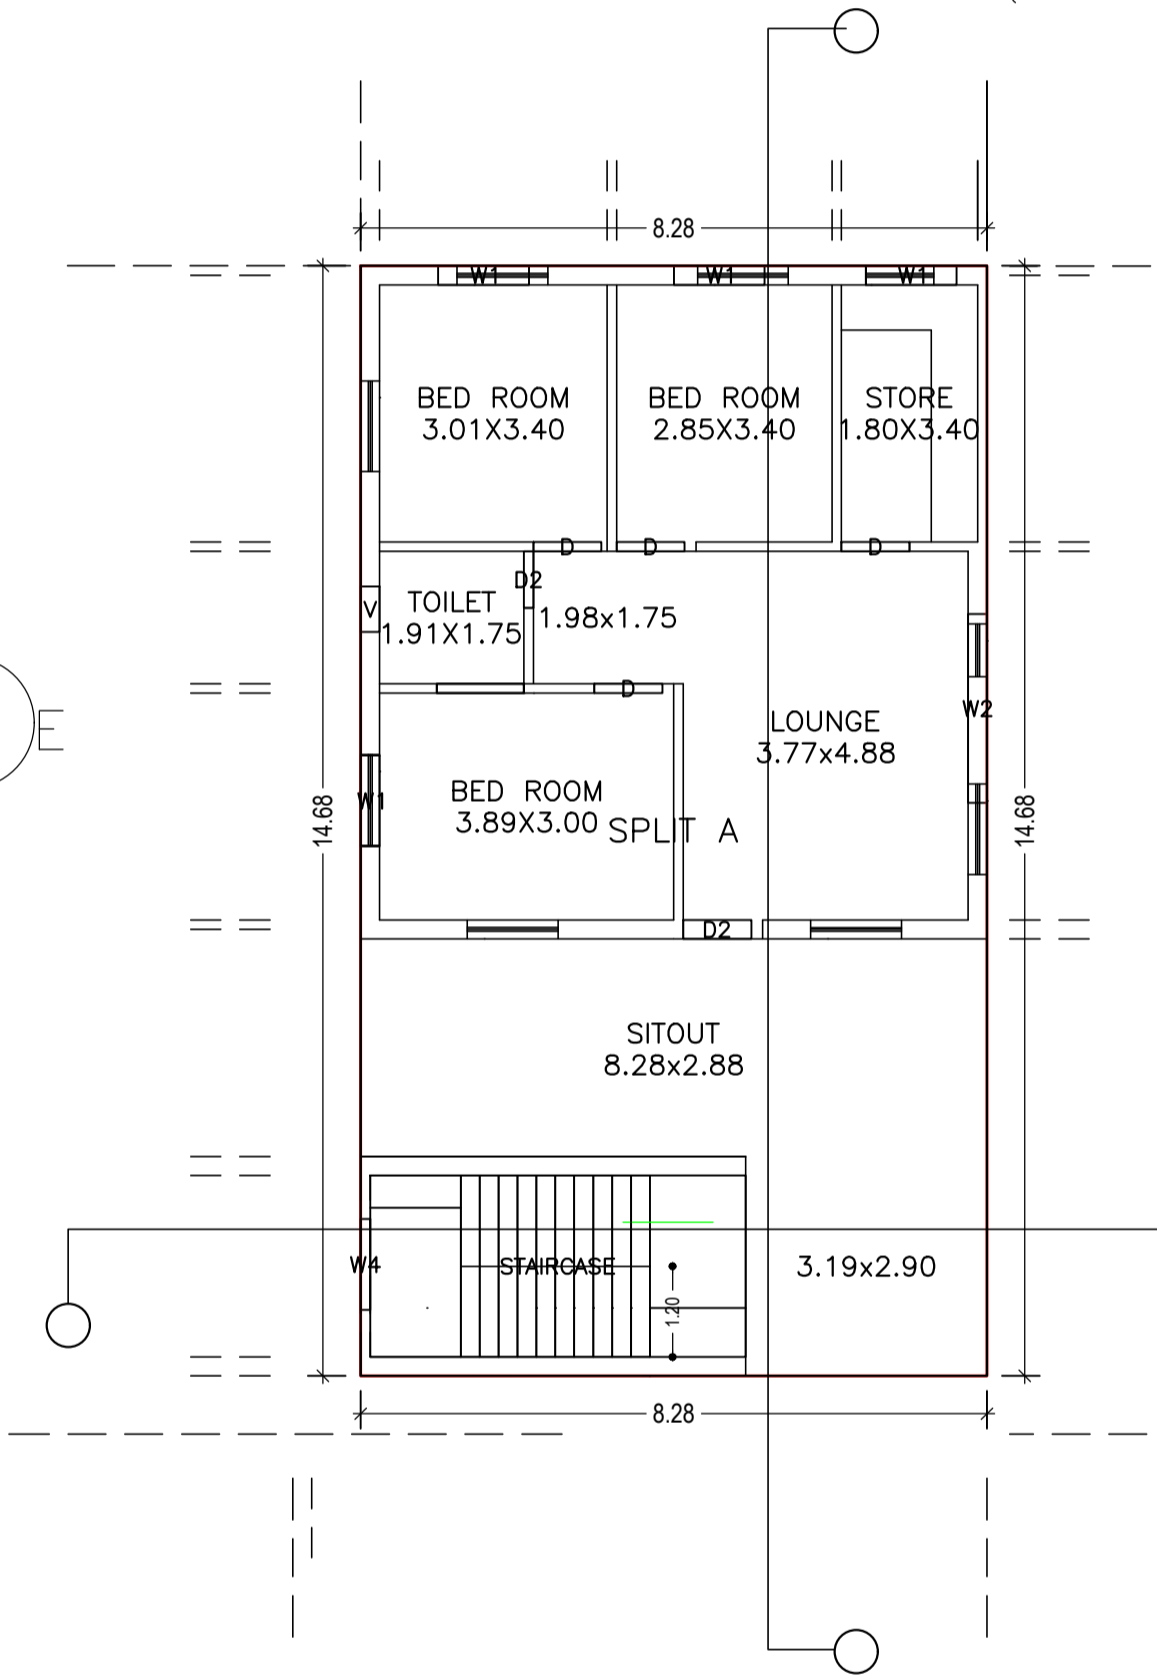 8.28
W1
W1
W1
BED ROOM
3.01X3.40
BED ROOM
2.85X3.40
STORE
1.80X3.40
D
D
D
D2
V
TOILET
1.91X1.75
1.98x1.75
D
E
W2
LOUNGE
3.77x4.88
BED ROOM
3.89X3.00
W1
SPLIT A
14.68
14.68
D2
SITOUT
8.28x2.88
W4
STAIRCASE
1.20
3.19x2.90
8.28